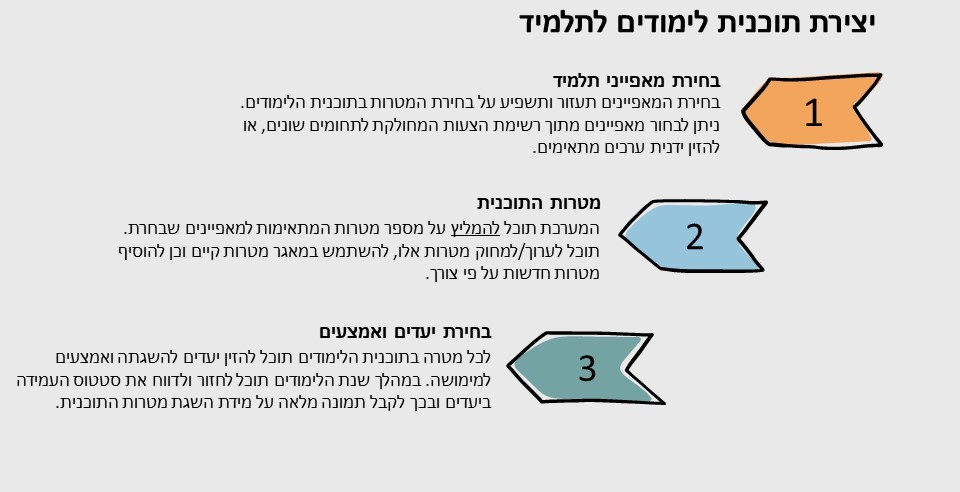 יצירת תוכנית לימודים לתלמיד
1
בחירת מאפייני תלמיד
בחירת המאפיינים תעזור ותשפיע על בחירת המטרות בתוכנית הלימודים.
ניתן לבחור מאפיינים מתוך רשימת הצעות המחולקת לתחומים שונים, או
להזין ידנית ערכים מתאימים.
2
מטרות התוכנית
המערכת תוכל להמליץ על מספר מטרות המתאימות למאפיינים שבחרת.
תוכל לערוך/למחוק מטרות אלו, להשתמש במאגר מטרות קיים וכן להוסיף
מטרות חדשות על פי צורך.
3
בחירת יעדים ואמצעים
לכל מטרה בתוכנית הלימודים תוכל להזין יעדים להשגתה ואמצעים
למימושה. במהלך שנת הלימודים תוכל לחזור ולדווח את סטטוס העמידה
ביעדים ובכך לקבל תמונה מלאה על מידת השגת מטרות התוכנית.